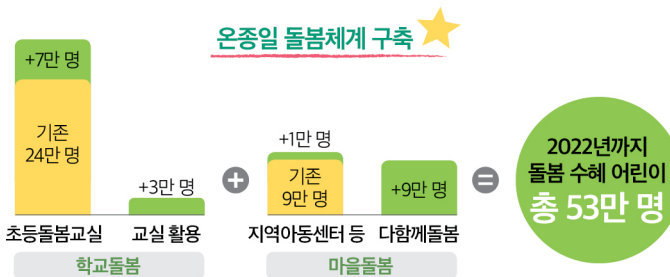 온종일 돌봄체계 구축
+7만 명
기존
24만 명
+3만 명
초등돌봄교실
교실 활용
학교돌봄
+
+1만 명
기존
9만 명
+9만 명
지역아동센터 등
다함께돌봄
마을돌봄
=
2022년까지
돌봄 수혜 어린이
총 53만 명